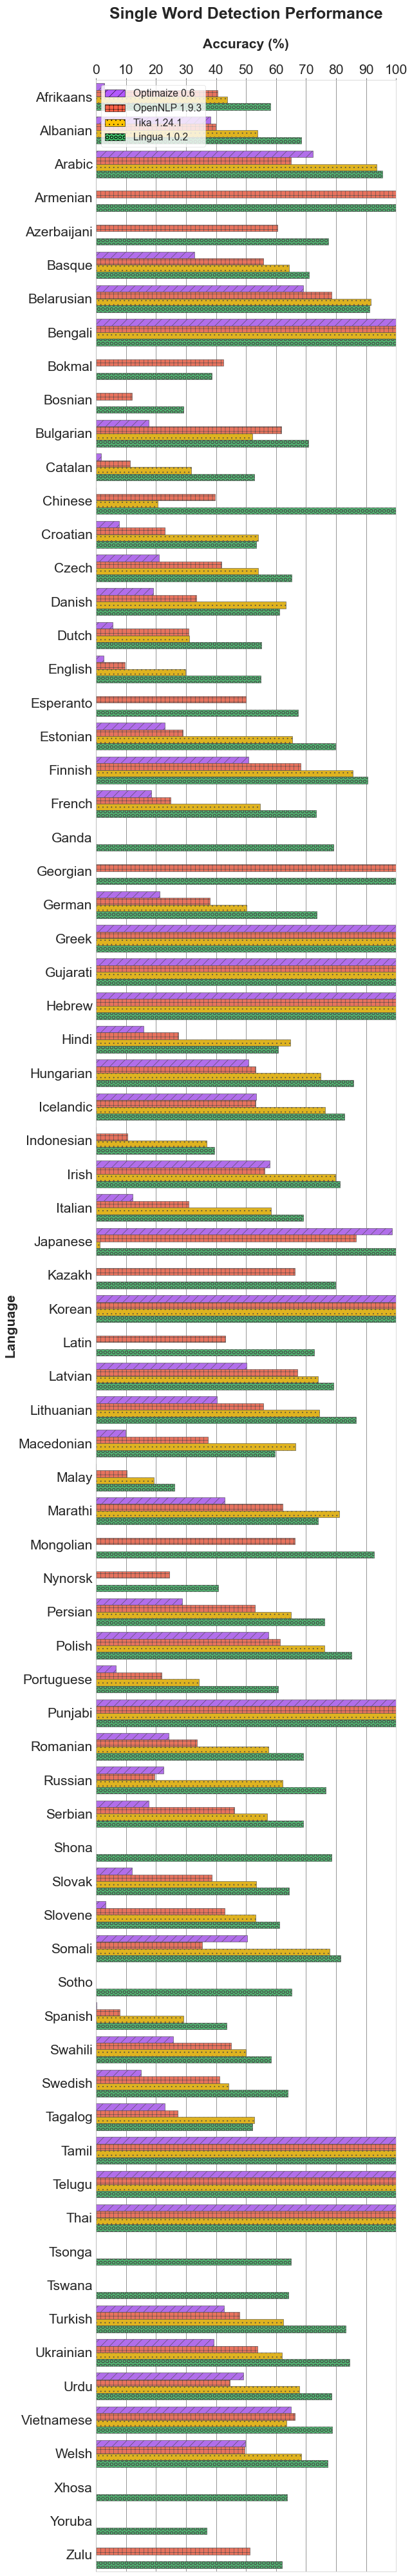 Single Word Detection Performance
Accuracy (%)
0 10 20 30 40 50 60 70 80 90 100
Optimaize 0.6
OpenNLP 1.9.3
Tika 1.24.1
Lingua 1.0.2
Afrikaans
Albanian
Arabic
Armenian
Azerbaijani
Basque
Belarusian
Bengali
Bokmal
Bosnian
Bulgarian
Catalan
Chinese
Croatian
Czech
Danish
Dutch
English
Esperanto
Estonian
Finnish
French
Ganda
Georgian
German
Greek
Gujarati
Hebrew
Hindi
Hungarian
Icelandic
Indonesian
Irish
Italian
Japanese
Kazakh
Korean
Language
Latin
Latvian
Lithuanian
Macedonian
Malay
Marathi
Mongolian
Nynorsk
Persian
Polish
Portuguese
Punjabi
Romanian
Russian
Serbian
Shona
Slovak
Slovene
Somali
Sotho
Spanish
Swahili
Swedish
Tagalog
Tamil
Telugu
Thai
Tsonga
Tswana
Turkish
Ukrainian
Urdu
Vietnamese
Welsh
Xhosa
Yoruba
Zulu